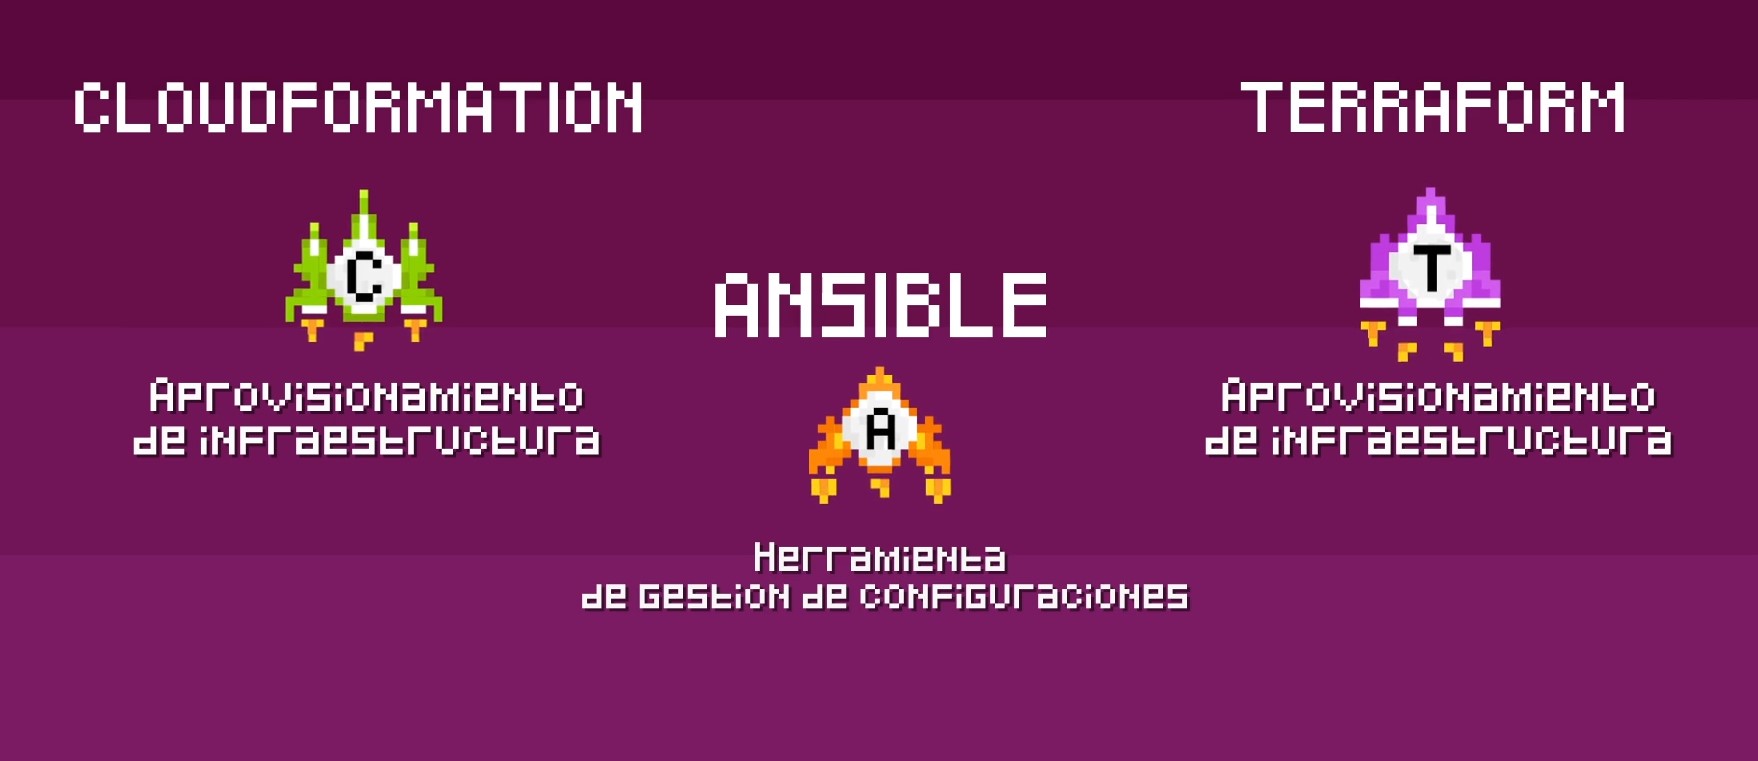 CLOUDFORMATION
C
Aprovisionamiento
de infraestructura
ANSIBLE
A
Herramienta
de gestion de configuraciones
TERRAFORM
T
Aprovisionamiento
de infraestructura